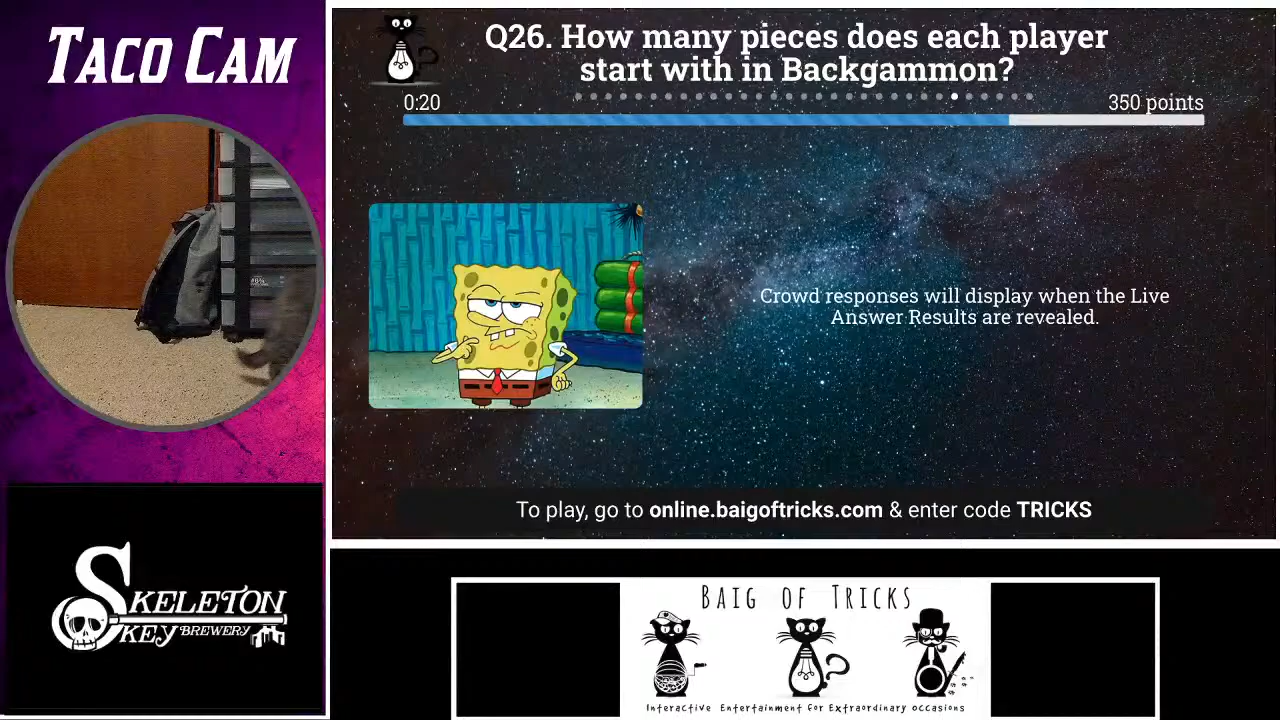 TACO CAM
Q26. How many pieces does each player
start with in Backgammon?
0:20
350 points
Crowd responses will display when the Live
Answer Results are revealed.
To play, go to online.baigoftricks.com & enter code TRICKS
SKELETON
KEY BREWERY
BAIG OF TRICKS
Interactive Entertainment for Extraordinary occasions